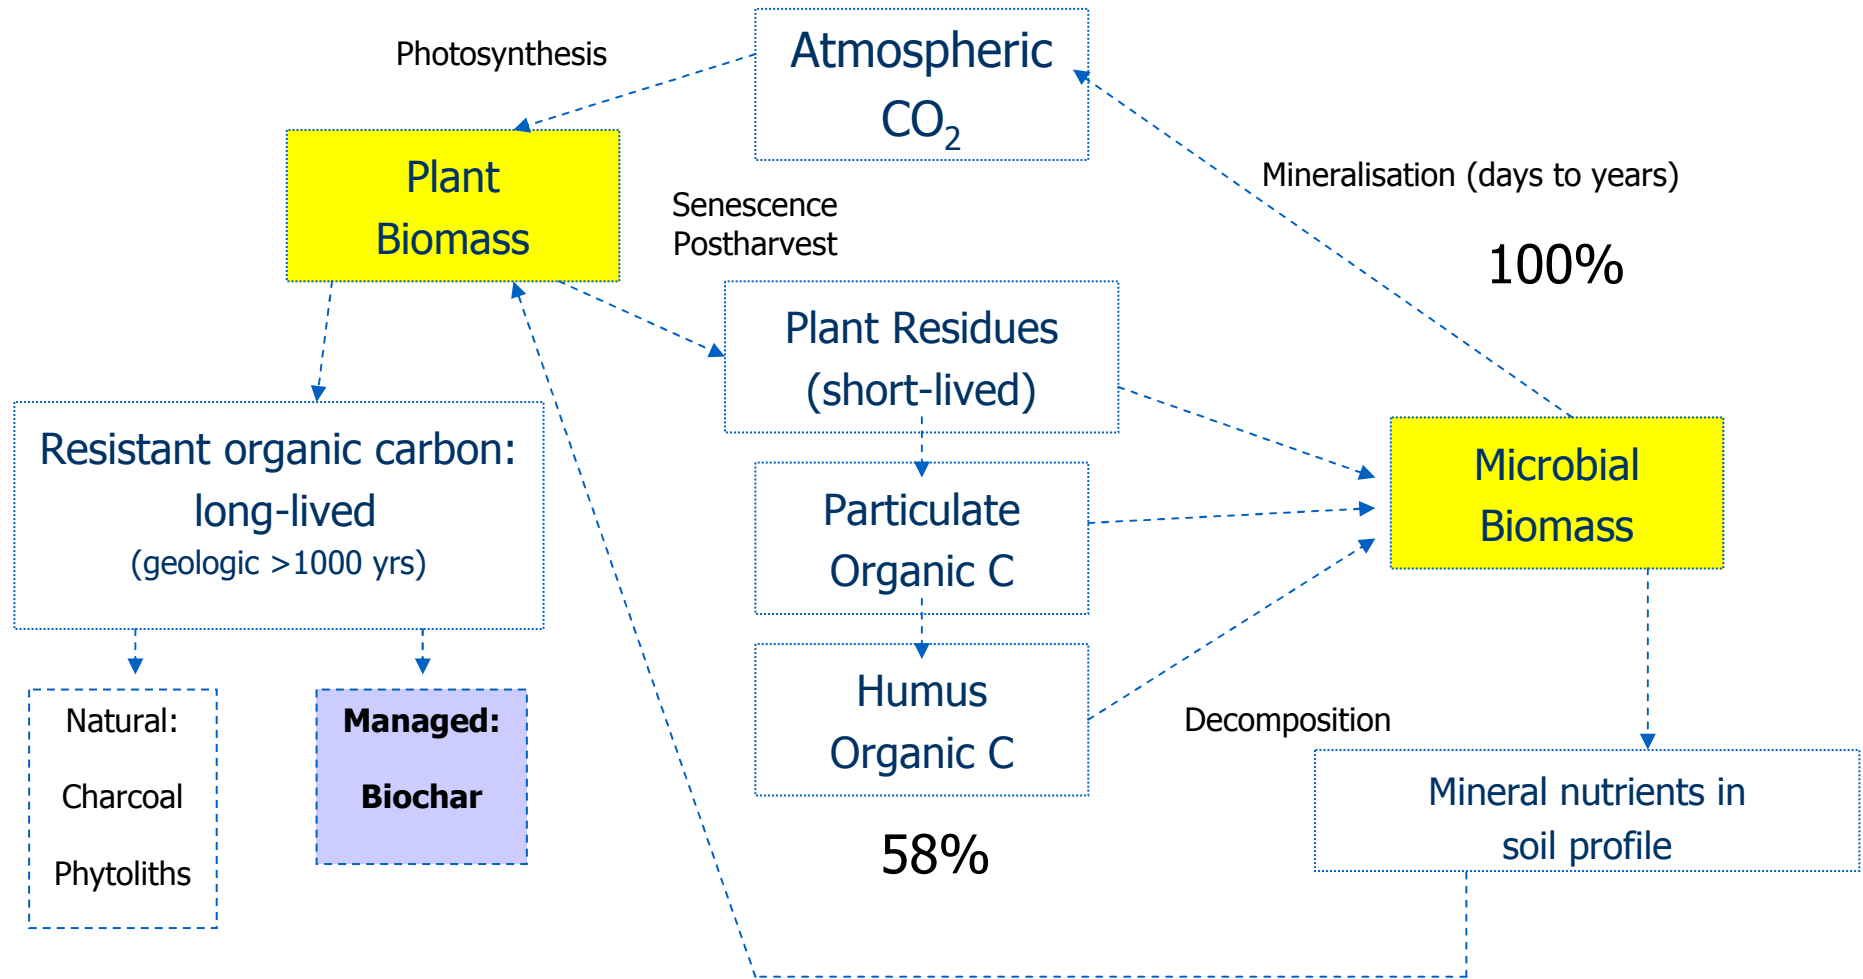 Atmospheric
CO₂
Photosynthesis
Plant
Biomass
Senescence
Postharvest
Mineralisation (days to years)
100%
Plant Residues
(short-lived)
Resistant organic carbon:
long-lived
(geologic >1000 yrs)
Particulate
Organic C
Microbial
Biomass
Humus
Organic C
58%
Decomposition
Natural:
Charcoal
Phytoliths
Managed:
Biochar
Mineral nutrients in
soil profile